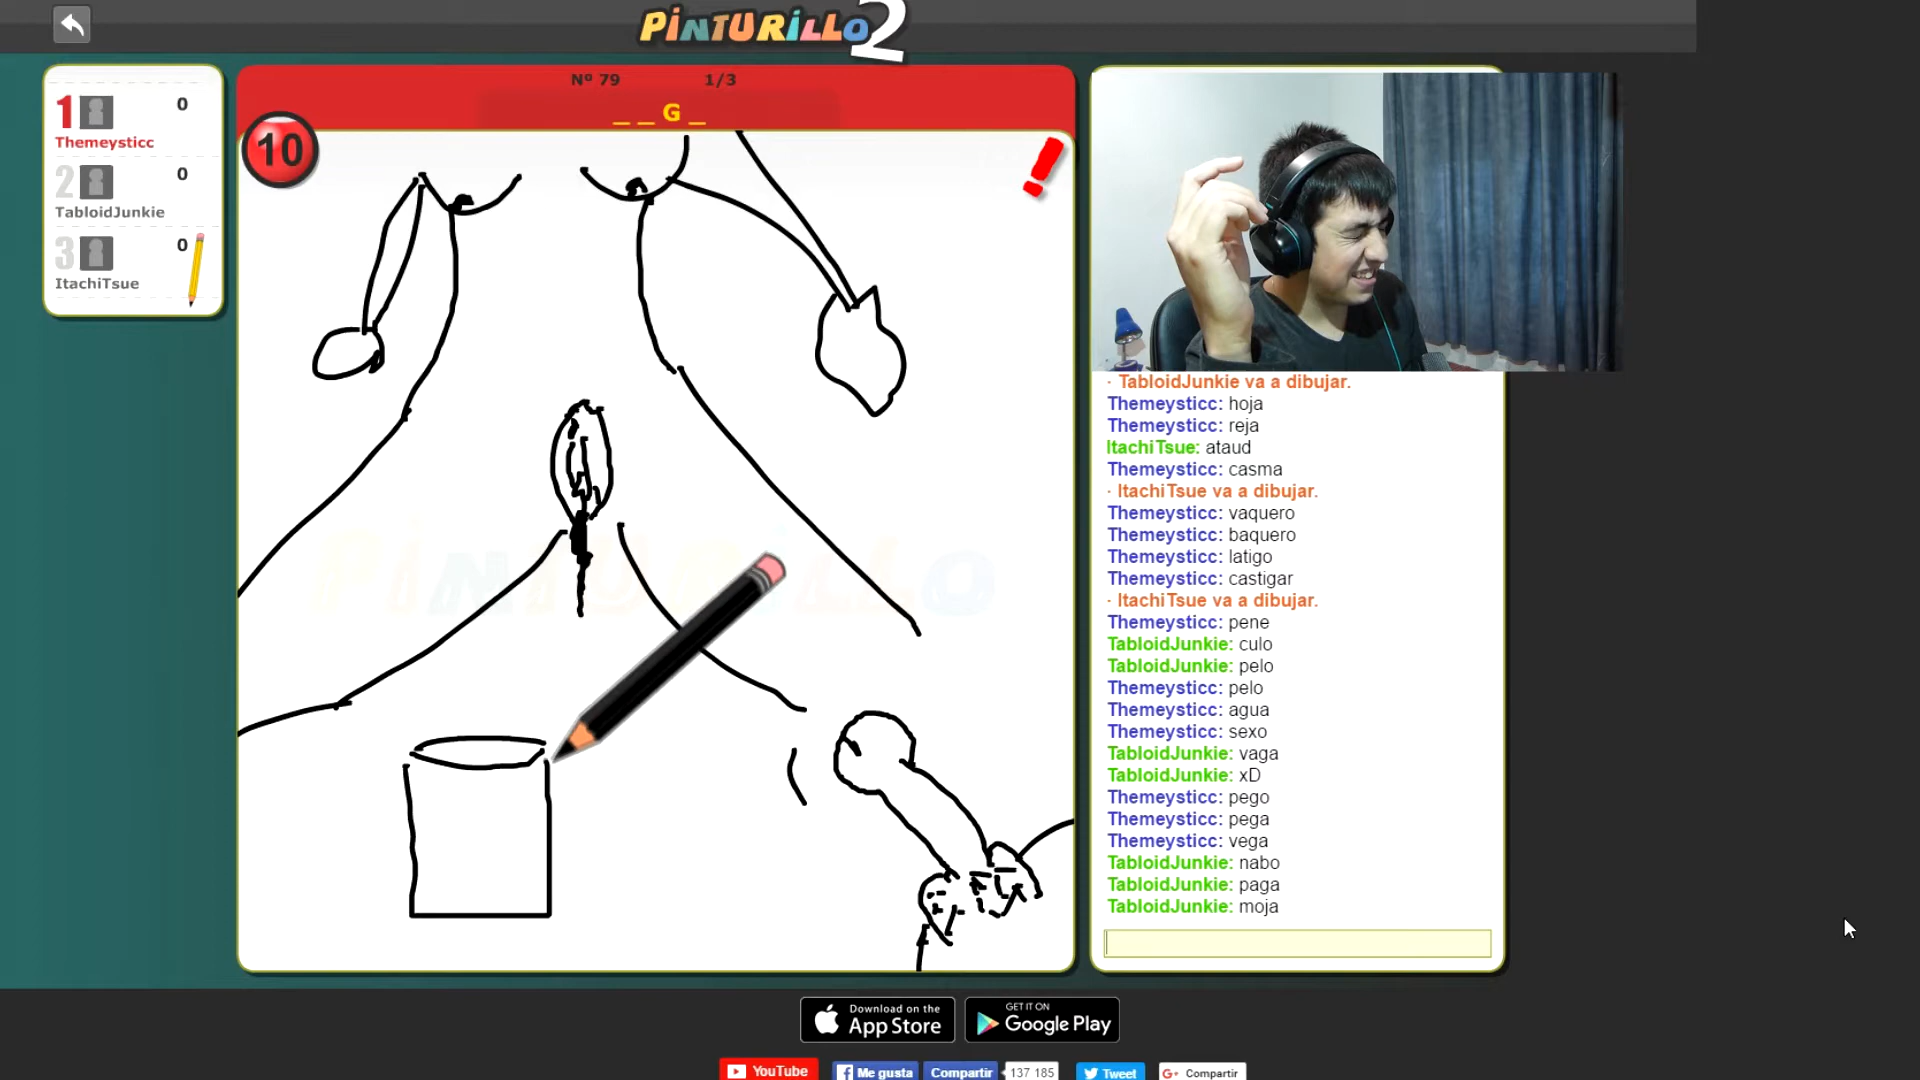 PiNTURiLLO 2
1
0
Themeysticc
2
0
TabloidJunkie
3
0
ItachiTsue
Nº 79
1/3
_ _ G _
10
!
PiNTURiLLO
· TabloidJunkie va a dibujar.
Themeysticc: hoja
Themeysticc: reja
ItachiTsue: ataud
Themeysticc: casma
· ItachiTsue va a dibujar.
Themeysticc: vaquero
Themeysticc: baquero
Themeysticc: latigo
Themeysticc: castigar
· ItachiTsue va a dibujar.
Themeysticc: pene
TabloidJunkie: culo
TabloidJunkie: pelo
Themeysticc: pelo
Themeysticc: agua
Themeysticc: sexo
TabloidJunkie: vaga
TabloidJunkie: xD
Themeysticc: pego
Themeysticc: pega
Themeysticc: vega
TabloidJunkie: nabo
TabloidJunkie: paga
TabloidJunkie: moja
Download on the
App Store
GET IT ON
Google Play
YouTube
f Me gusta
Compartir
137 185
Tweet
G+ Compartir